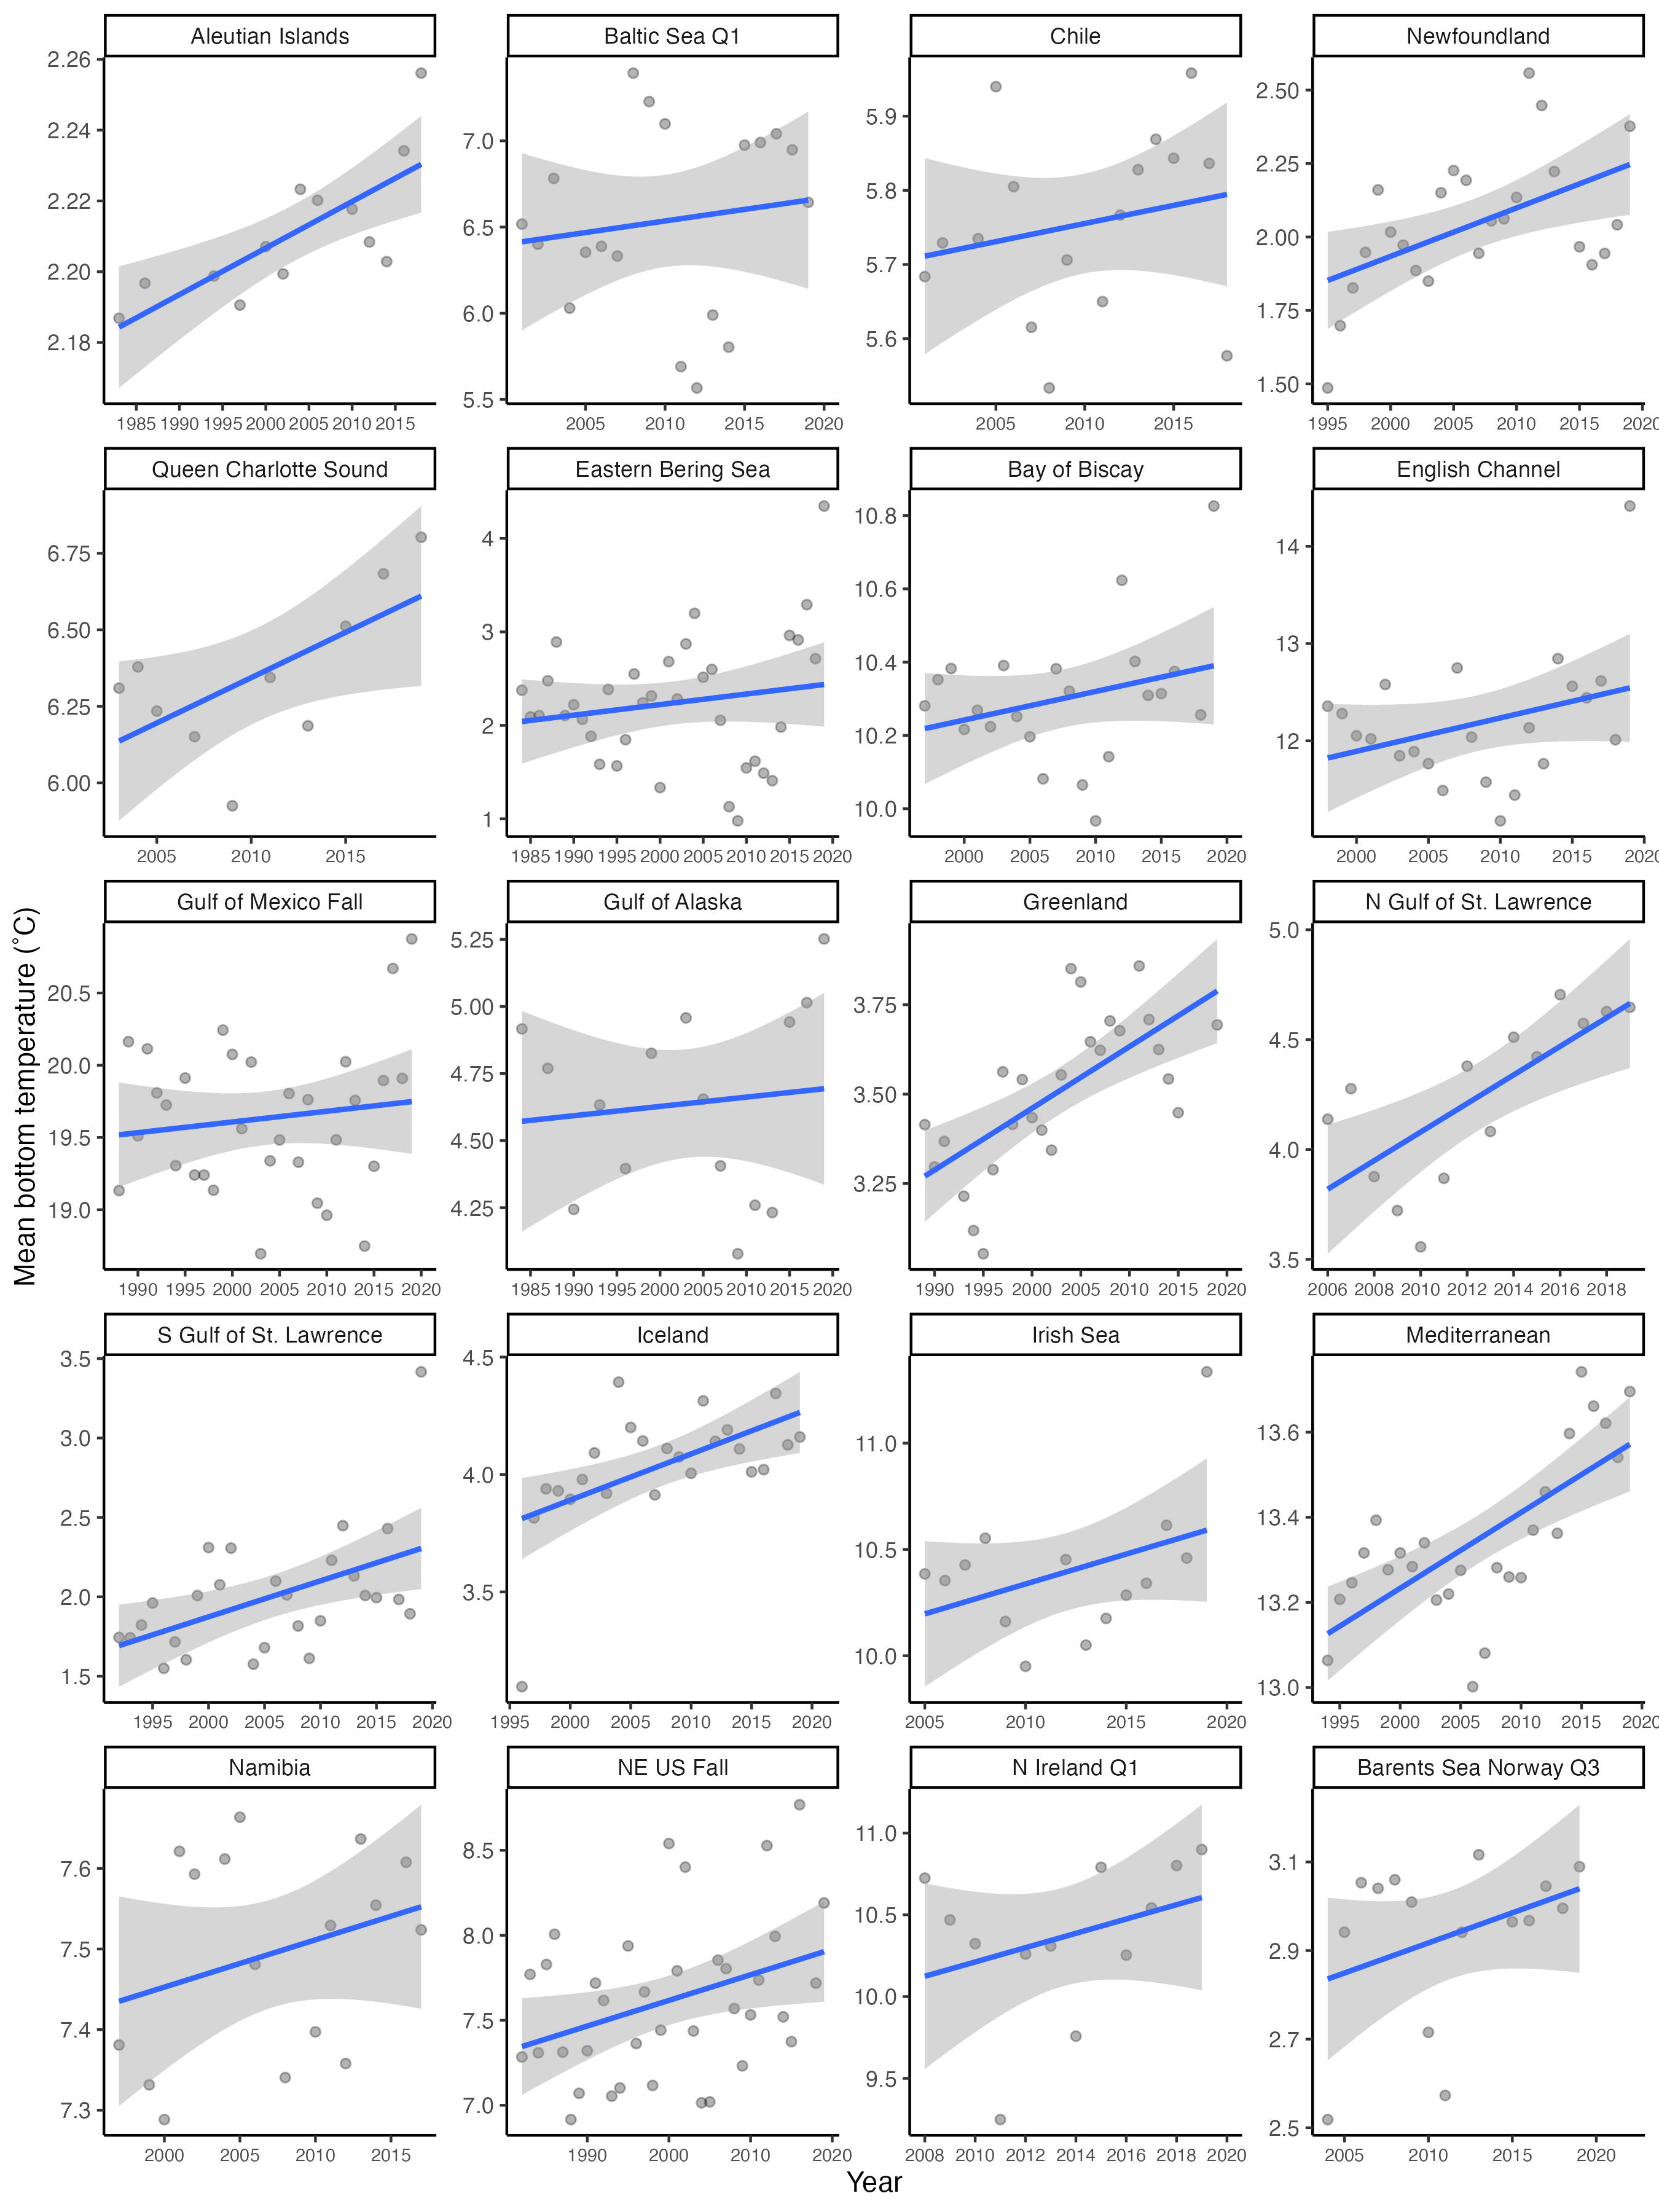 Aleutian Islands
Baltic Sea Q1
Chile
Newfoundland
2.26
2.24
2.22
2.20
2.18
7.0
6.5
6.0
5.5
5.9
5.8
5.7
5.6
2.50
2.25
2.00
1.75
1.50
1985 1990 1995 2000 2005 2010 2015
2005 2010 2015 2020
2005 2010 2015
1995 2000 2005 2010 2015 2020
Queen Charlotte Sound
Eastern Bering Sea
Bay of Biscay
English Channel
6.75
6.50
6.25
6.00
4
3
2
1
10.8
10.6
10.4
10.2
10.0
14
13
12
2005 2010 2015
1985 1990 1995 2000 2005 2010 2015 2020
2000 2005 2010 2015 2020
2000 2005 2010 2015 2020
Gulf of Mexico Fall
Gulf of Alaska
Greenland
N Gulf of St. Lawrence
20.5
20.0
19.5
19.0
5.25
5.00
4.75
4.50
4.25
3.75
3.50
3.25
5.0
4.5
4.0
3.5
1990 1995 2000 2005 2010 2015 2020
1985 1990 1995 2000 2005 2010 2015 2020
1990 1995 2000 2005 2010 2015 2020
2006 2008 2010 2012 2014 2016 2018
Mean bottom temperature (˚C)
S Gulf of St. Lawrence
Iceland
Irish Sea
Mediterranean
3.5
3.0
2.5
2.0
1.5
4.5
4.0
3.5
11.0
10.5
10.0
13.6
13.4
13.2
13.0
1995 2000 2005 2010 2015 2020
1995 2000 2005 2010 2015 2020
2005 2010 2015 2020
1995 2000 2005 2010 2015 2020
Namibia
NE US Fall
N Ireland Q1
Barents Sea Norway Q3
7.6
7.5
7.4
7.3
8.5
8.0
7.5
7.0
11.0
10.5
10.0
9.5
3.1
2.9
2.7
2.5
2000 2005 2010 2015
1990 2000 2010 2020
2008 2010 2012 2014 2016 2018 2020
2005 2010 2015 2020
Year